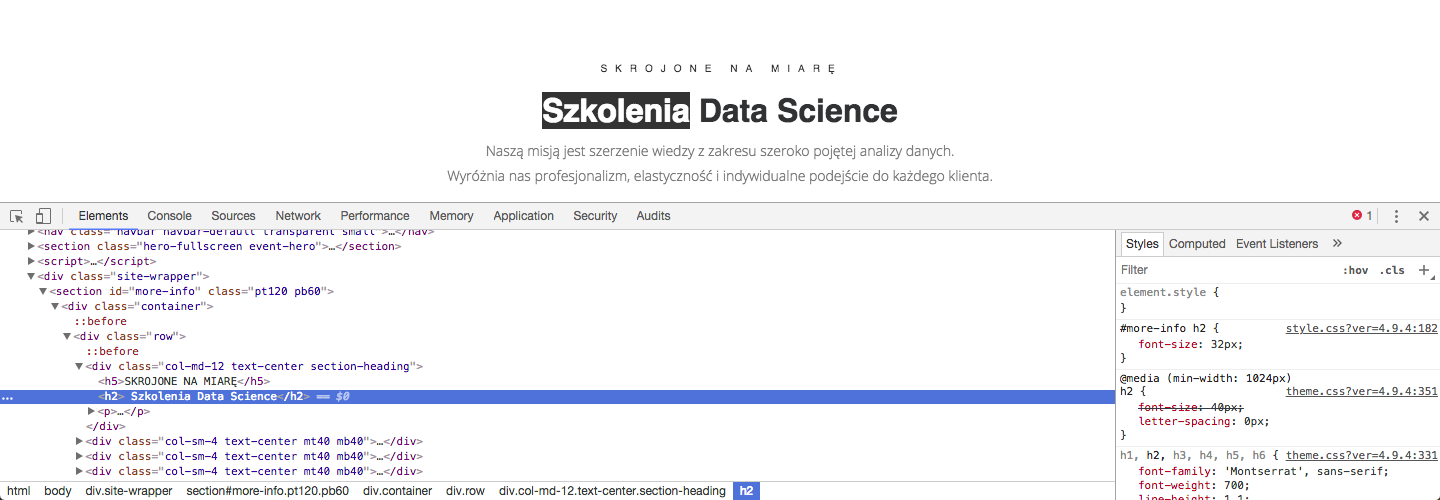 SKROJONE NA MIARĘ
Szkolenia Data Science
Naszą misją jest szerzenie wiedzy z zakresu szeroko pojętej analizy danych.
Wyróżnia nas profesjonalizm, elastyczność i indywidualne podejście do każdego klienta.
Elements Console Sources Network Performance Memory Application Security Audits 1
<nav class="navbar navbar-default transparent small">…</nav>
<section class="hero-fullscreen event-hero">…</section>
<script>…</script>
<div class="site-wrapper">
<section id="more-info" class="pt120 pb60">
<div class="container">
::before
<div class="row">
::before
<div class="col-md-12 text-center section-heading">
<h5>SKROJONE NA MIARĘ</h5>
<h2> Szkolenia Data Science</h2> == $0
<p>…</p>
</div>
<div class="col-sm-4 text-center mt40 mb40">…</div>
<div class="col-sm-4 text-center mt40 mb40">…</div>
<div class="col-sm-4 text-center mt40 mb40">…</div>
html body div.site-wrapper section#more-info.pt120.pb60 div.container div.row div.col-md-12.text-center.section-heading h2
Styles Computed Event Listeners »
Filter :hov .cls +
element.style {
}
#more-info h2 { style.css?ver=4.9.4:182
font-size: 32px;
}
@media (min-width: 1024px)
h2 { theme.css?ver=4.9.4:351
font-size: 40px;
letter-spacing: 0px;
}
h1, h2, h3, h4, h5, h6 { theme.css?ver=4.9.4:331
font-family: 'Montserrat', sans-serif;
font-weight: 700;
line-height: 1.1;